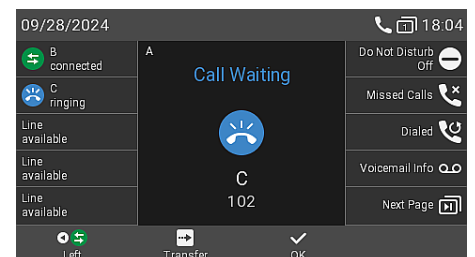 09/28/2024
1
18:04
B
connected
C
ringing
Line
available
Line
available
Line
available
A
Call Waiting
C
102
Do Not Disturb
Off
Missed Calls
Dialed
Voicemail Info
Next Page
Left
Transfer
OK